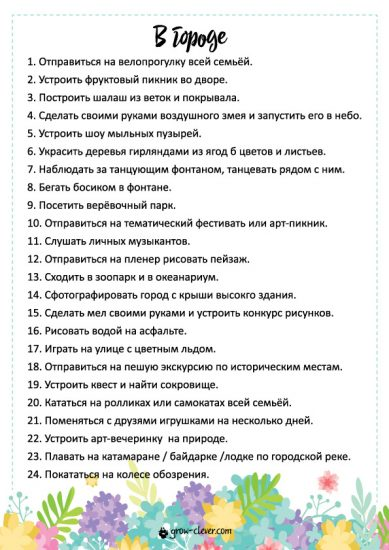 В городе
1. Отправиться на велопрогулку всей семьёй.
2. Устроить фруктовый пикник во дворе.
3. Построить шалаш из веток и покрывала.
4. Сделать своими руками воздушного змея и запустить его в небо.
5. Устроить шоу мыльных пузырей.
6. Украсить деревья гирляндами из ягод б цветов и листьев.
7. Наблюдать за танцующим фонтаном, танцевать рядом с ним.
8. Бегать босиком в фонтане.
9. Посетить верёвочный парк.
10. Отправиться на тематический фестивать или арт-пикник.
11. Слушать личных музыкантов.
12. Отправиться на пленер рисовать пейзаж.
13. Сходить в зоопарк и в океанариум.
14. Сфотографировать город с крыши высокго здания.
15. Сделать мел своими руками и устроить конкурс рисунков.
16. Рисовать водой на асфальте.
17. Играть на улице с цветным льдом.
18. Отправиться на пешую экскурсию по историческим местам.
19. Устроить квест и найти сокровище.
20. Кататься на ролликах или самокатах всей семьёй.
21. Поменяться с друзями игрушками на несколько дней.
22. Устроить арт-вечеринку на природе.
23. Плавать на катамаране / байдарке /лодке по городской реке.
24. Покататься на колесе обозрения.
grow-clever.com